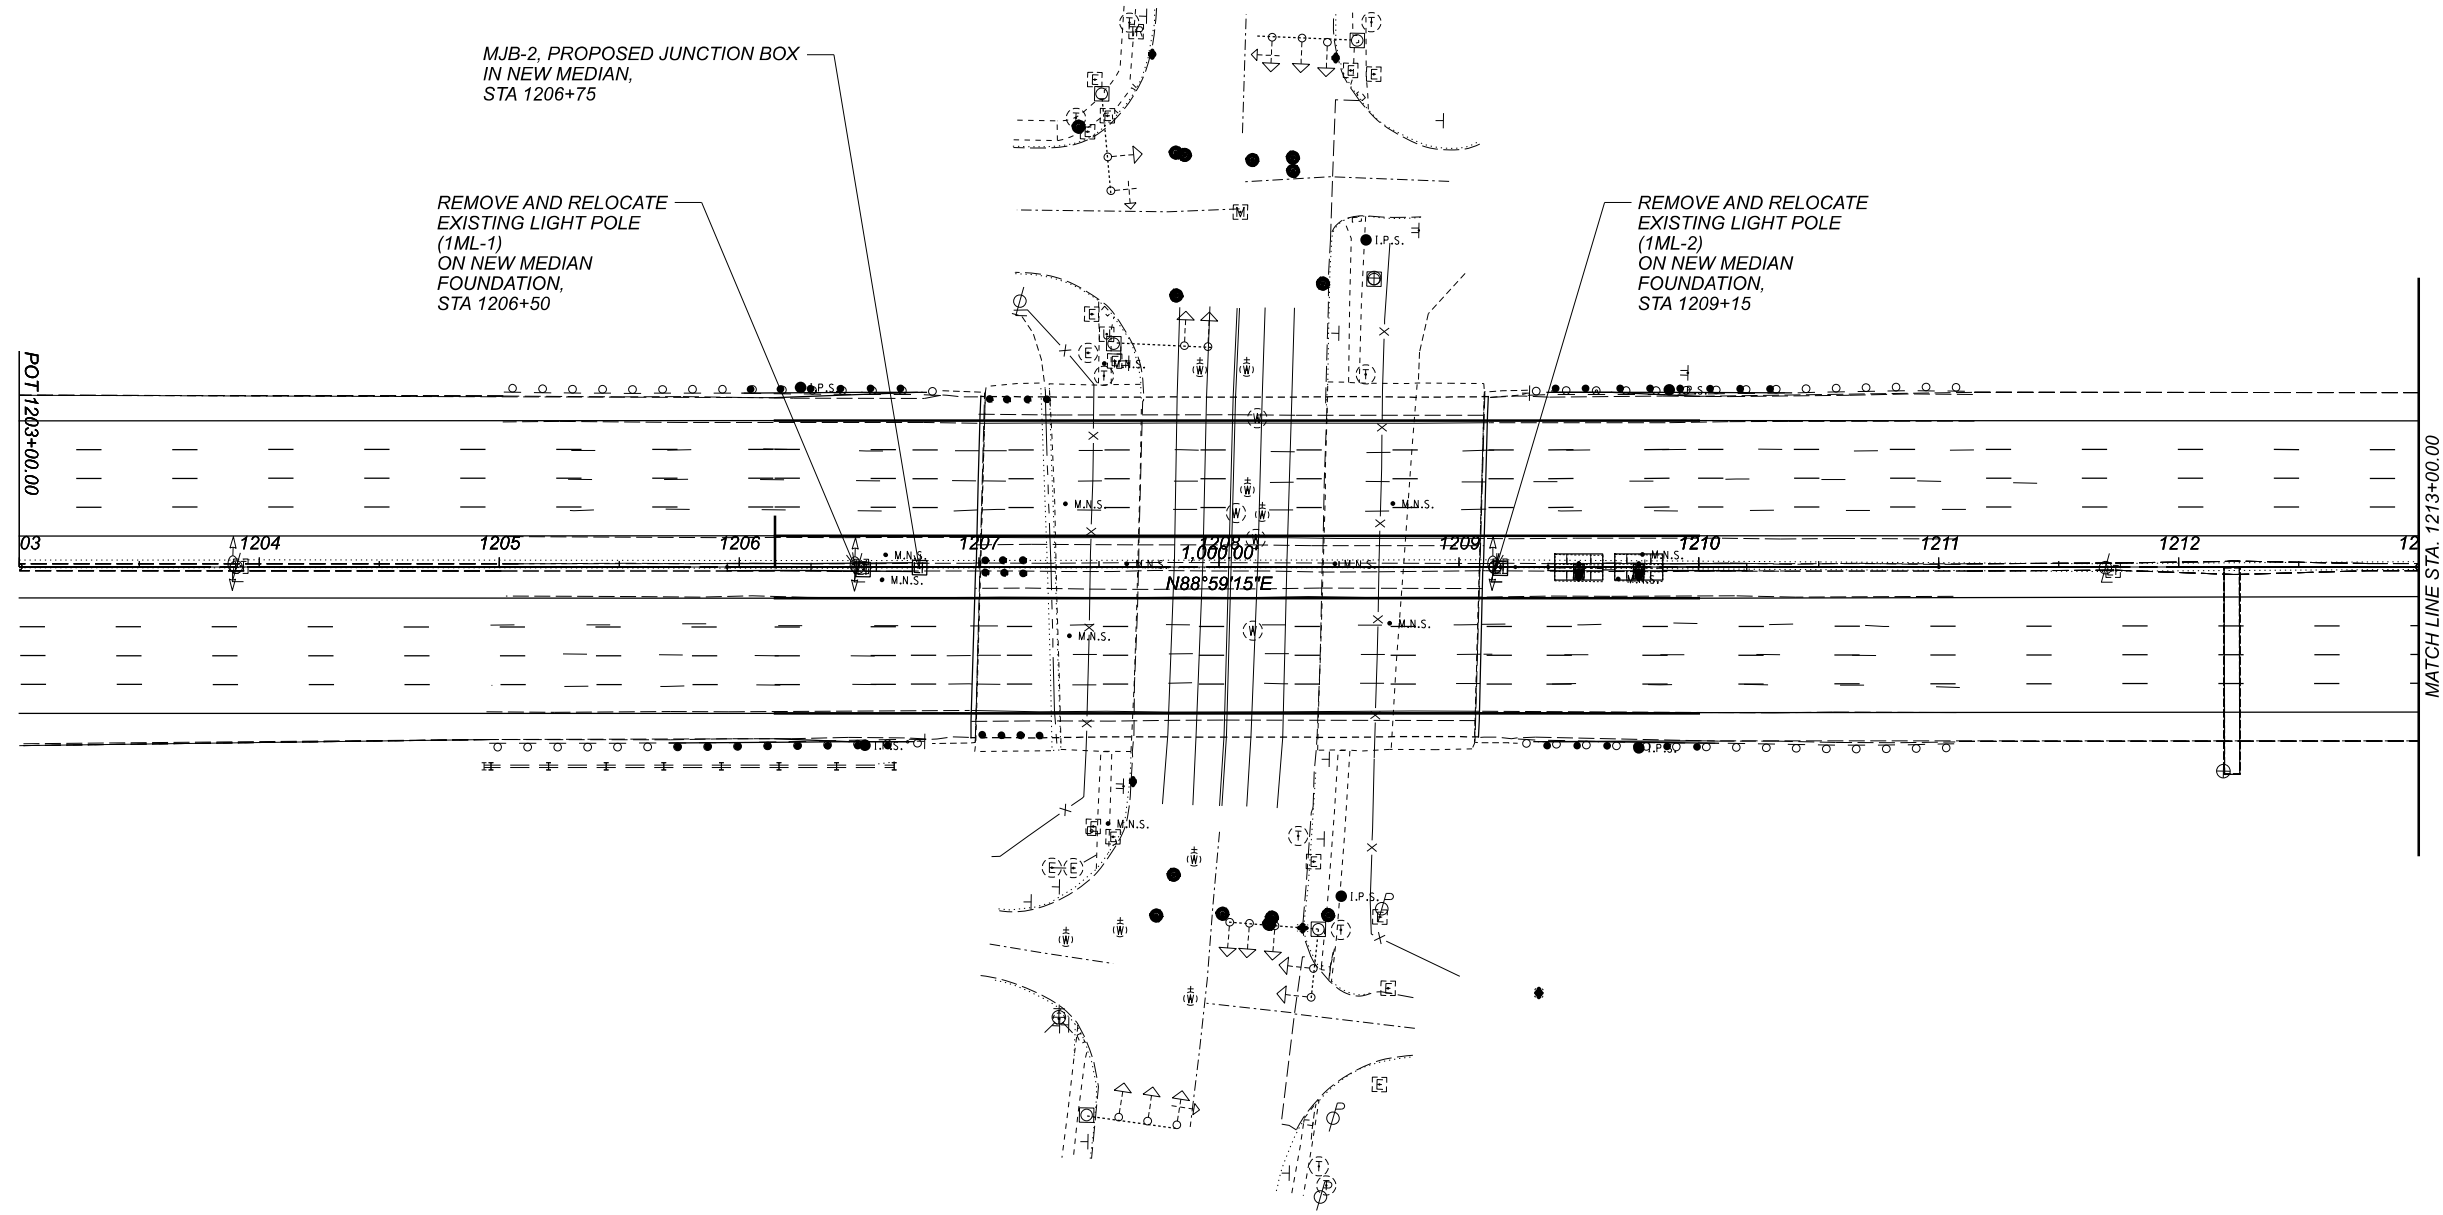 MJB-2, PROPOSED JUNCTION BOX
IN NEW MEDIAN,
STA 1206+75
REMOVE AND RELOCATE
EXISTING LIGHT POLE
(1ML-1)
ON NEW MEDIAN
FOUNDATION,
STA 1206+50
REMOVE AND RELOCATE
EXISTING LIGHT POLE
(1ML-2)
ON NEW MEDIAN
FOUNDATION,
STA 1209+15
I.P.S.
POT 1203+00.00
MATCH LINE STA. 1213+00.00
I.P.S.
M.N.S.
I.P.S.
M.N.S.
M.N.S.
03
1204
1205
1206
1207
1208
1209
1210
1211
1212
12
1,000.00'
N88°59'15"E
M.N.S.
M.N.S.
M.N.S.
M.N.S.
M.N.S.
M.N.S.
M.N.S.
M.N.S.
I.P.S.
I.P.S.
M.N.S.
I.P.S.